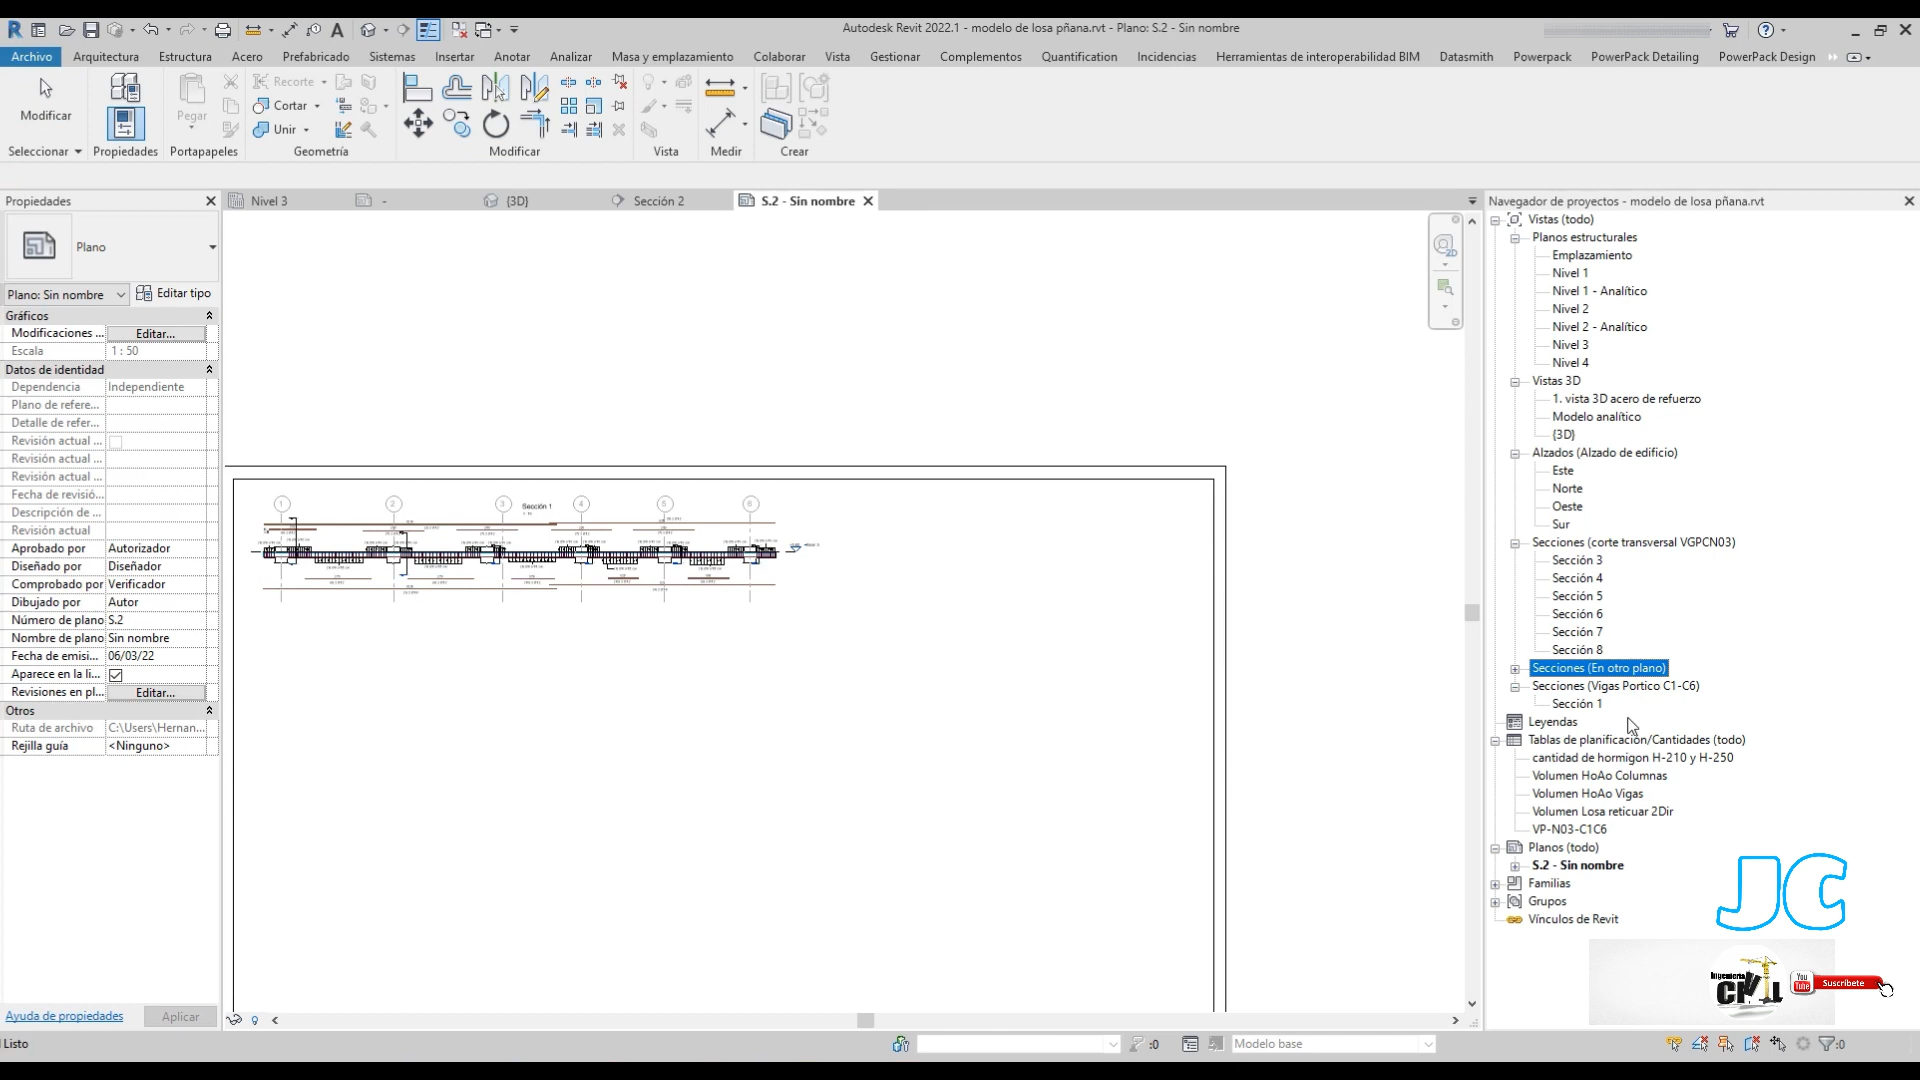 Autodesk Revit 2022.1 - modelo de losa pñana.rvt - Plano: S.2 - Sin nombre
Archivo Arquitectura Estructura Acero Prefabricado Sistemas Insertar Anotar Analizar Masa y emplazamiento Colaborar Vista Gestionar Complementos Quantification Incidencias Herramientas de interoperabilidad BIM Datasmith Powerpack PowerPack Detailing PowerPack Design
Modificar
Pegar
Recorte
Cortar
Unir
Seleccionar Propiedades Portapapeles Geometría Modificar Vista Medir Crear
Propiedades
Nivel 3 - {3D} Sección 2 S.2 - Sin nombre
Navegador de proyectos - modelo de losa pñana.rvt
Plano
Plano: Sin nombre Editar tipo
Gráficos
Modificaciones ... Editar...
Escala 1 : 50
Datos de identidad
Dependencia Independiente
Plano de refere...
Detalle de refer...
Revisión actual ...
Revisión actual ...
Revisión actual ...
Fecha de revisió...
Descripción de ...
Revisión actual
Aprobado por Autorizador
Diseñado por Diseñador
Comprobado por Verificador
Dibujado por Autor
Número de plano S.2
Nombre de plano Sin nombre
Fecha de emisi... 06/03/22
Aparece en la li...
Revisiones en pl... Editar...
Otros
Ruta de archivo C:\Users\Hernan...
Rejilla guía <Ninguno>
Ayuda de propiedades Aplicar
1 2 3 Sección 1 4 5 6
2D
Vistas (todo)
Planos estructurales
Emplazamiento
Nivel 1
Nivel 1 - Analítico
Nivel 2
Nivel 2 - Analítico
Nivel 3
Nivel 4
Vistas 3D
1. vista 3D acero de refuerzo
Modelo analítico
{3D}
Alzados (Alzado de edificio)
Este
Norte
Oeste
Sur
Secciones (corte transversal VGPCN03)
Sección 3
Sección 4
Sección 5
Sección 6
Sección 7
Sección 8
Secciones (En otro plano)
Secciones (Vigas Portico C1-C6)
Sección 1
Leyendas
Tablas de planificación/Cantidades (todo)
cantidad de hormigon H-210 y H-250
Volumen HoAo Columnas
Volumen HoAo Vigas
Volumen Losa reticuar 2Dir
VP-N03-C1C6
Planos (todo)
S.2 - Sin nombre
Familias
Grupos
Vínculos de Revit
JC
Ingeniería
CIVIL
You
Tube
Suscríbete
Listo
:0
Modelo base
:0